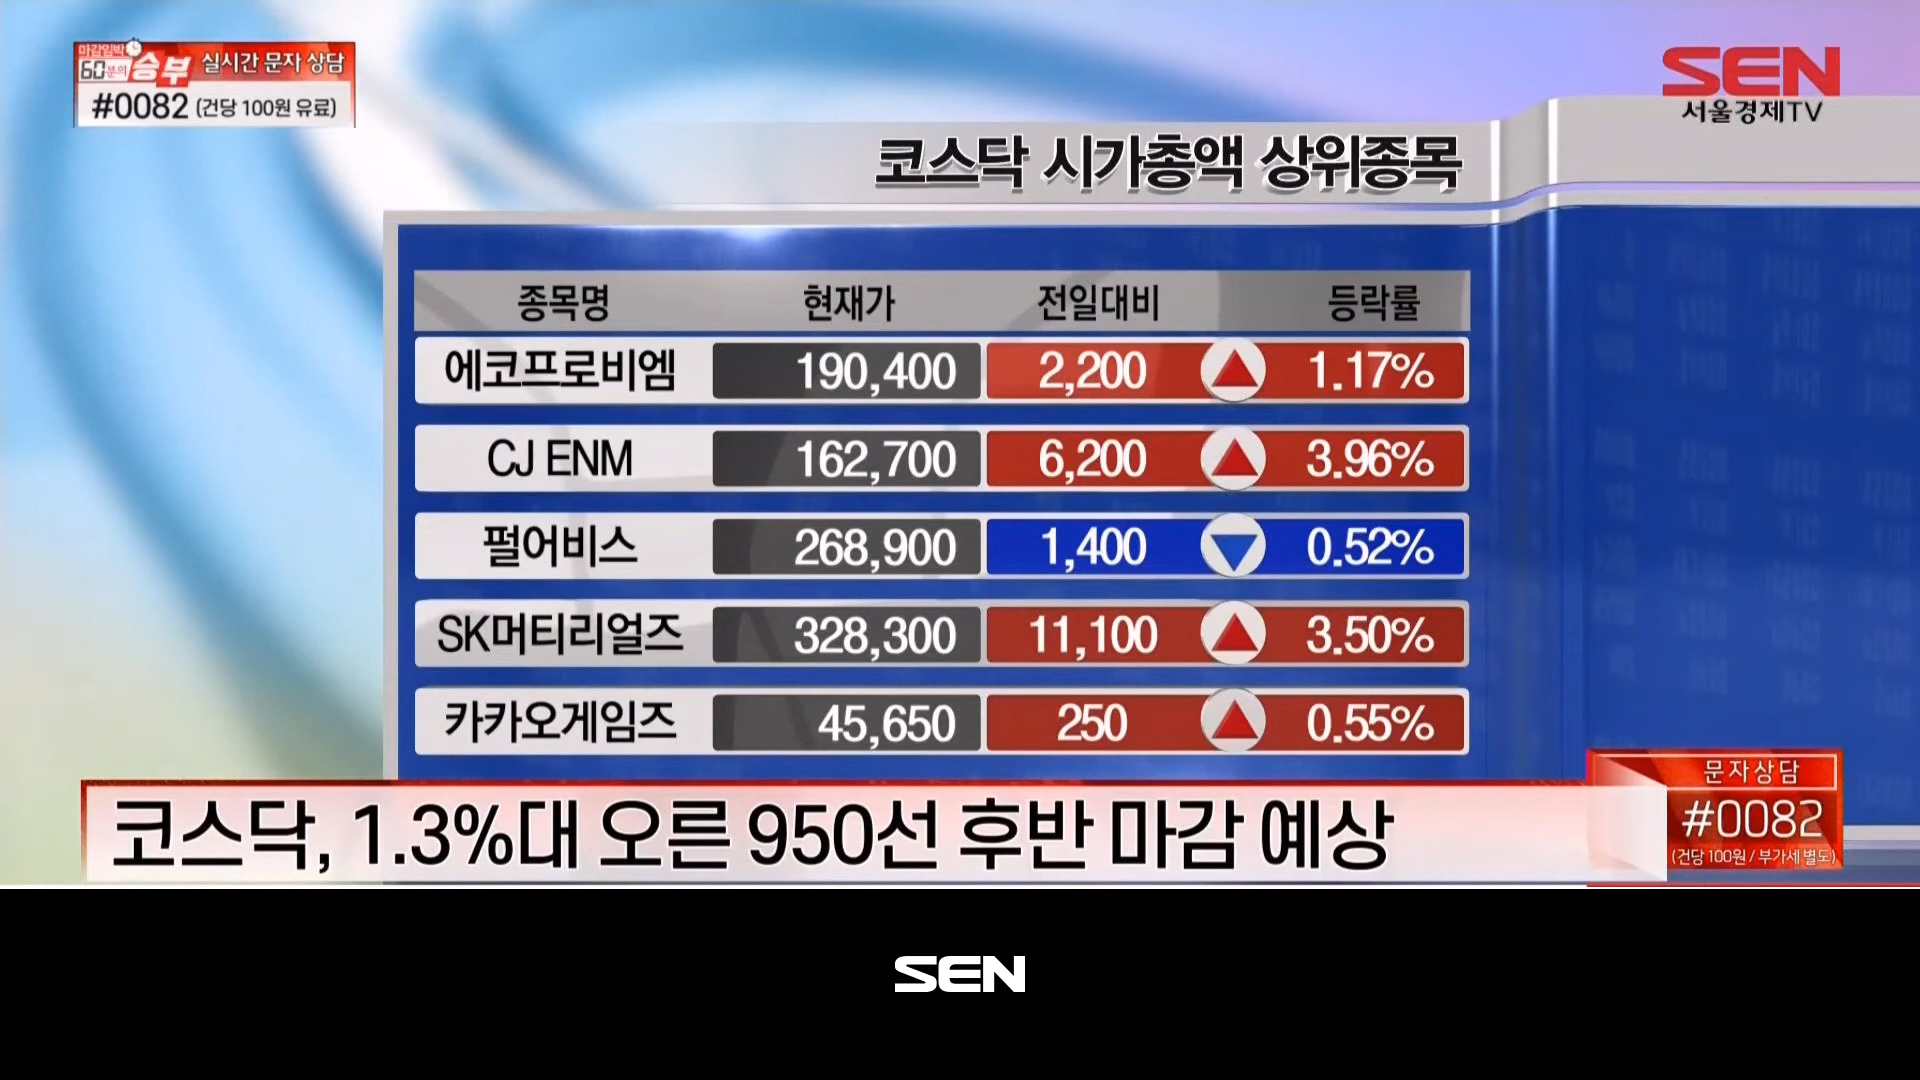 마감임박
60분의 승부 실시간 문자 상담
#0082 (건당 100원 유료)
SEN
서울경제TV
코스닥 시가총액 상위종목
종목명 현재가 전일대비 등락률
에코프로비엠 190,400 2,200 ▲ 1.17%
CJ ENM 162,700 6,200 ▲ 3.96%
펄어비스 268,900 1,400 ▼ 0.52%
SK머티리얼즈 328,300 11,100 ▲ 3.50%
카카오게임즈 45,650 250 ▲ 0.55%
문자상담
#0082
(건당 100원 / 부가세 별도)
코스닥, 1.3%대 오른 950선 후반 마감 예상
SEN